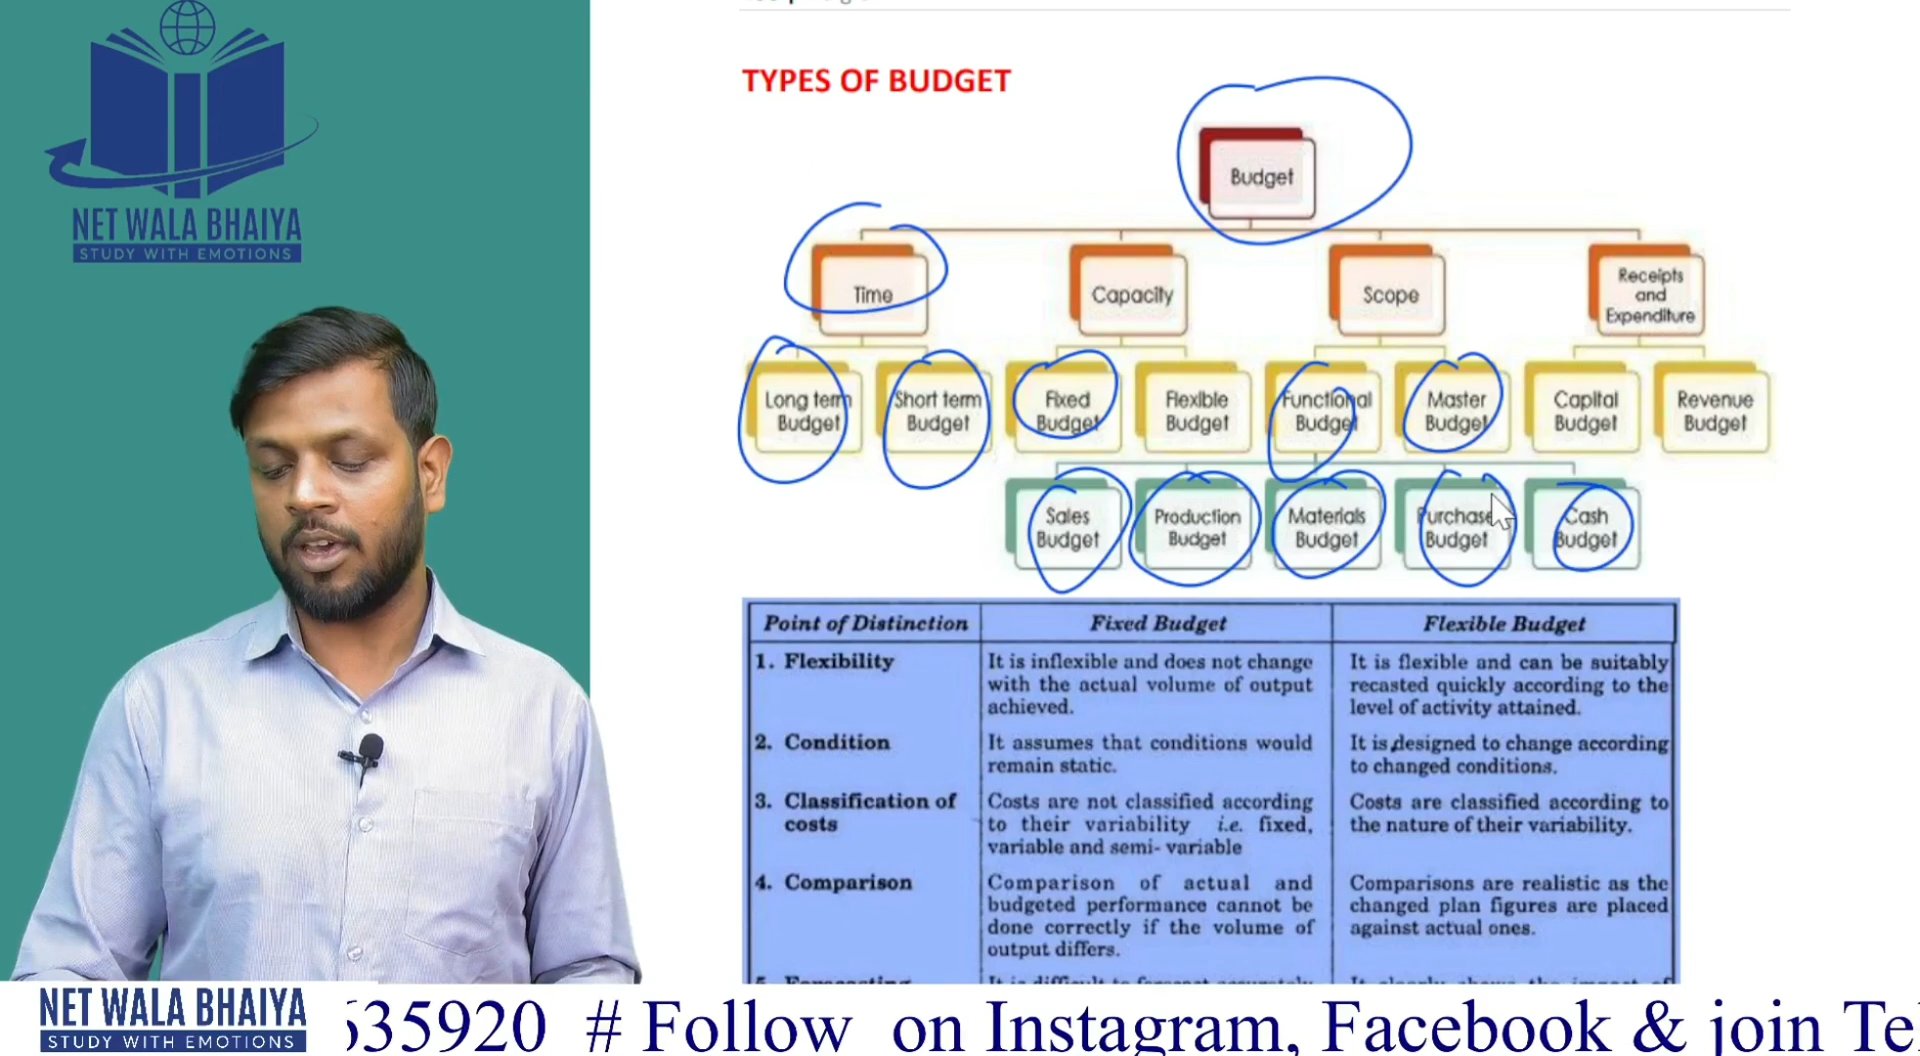 NET WALA BHAIYA
STUDY WITH EMOTIONS
TYPES OF BUDGET
Budget
Time
Capacity
Scope
Receipts
and
Expenditure
Long term
Budget
Short term
Budget
Fixed
Budget
Flexible
Budget
Functional
Budget
Master
Budget
Capital
Budget
Revenue
Budget
Sales
Budget
Production
Budget
Materials
Budget
Purchase
Budget
Cash
Budget
Point of Distinction
Fixed Budget
Flexible Budget
1. Flexibility
It is inflexible and does not change
with the actual volume of output
achieved.
It is flexible and can be suitably
recasted quickly according to the
level of activity attained.
2. Condition
It assumes that conditions would
remain static.
It is designed to change according
to changed conditions.
3. Classification of
costs
Costs are not classified according
to their variability i.e. fixed,
variable and semi-variable
Costs are classified according to
the nature of their variability.
4. Comparison
Comparison of actual and
budgeted performance cannot be
done correctly if the volume of
output differs.
Comparisons are realistic as the
changed plan figures are placed
against actual ones.
NET WALA BHAIYA
STUDY WITH EMOTIONS
535920 # Follow on Instagram, Facebook & join Te